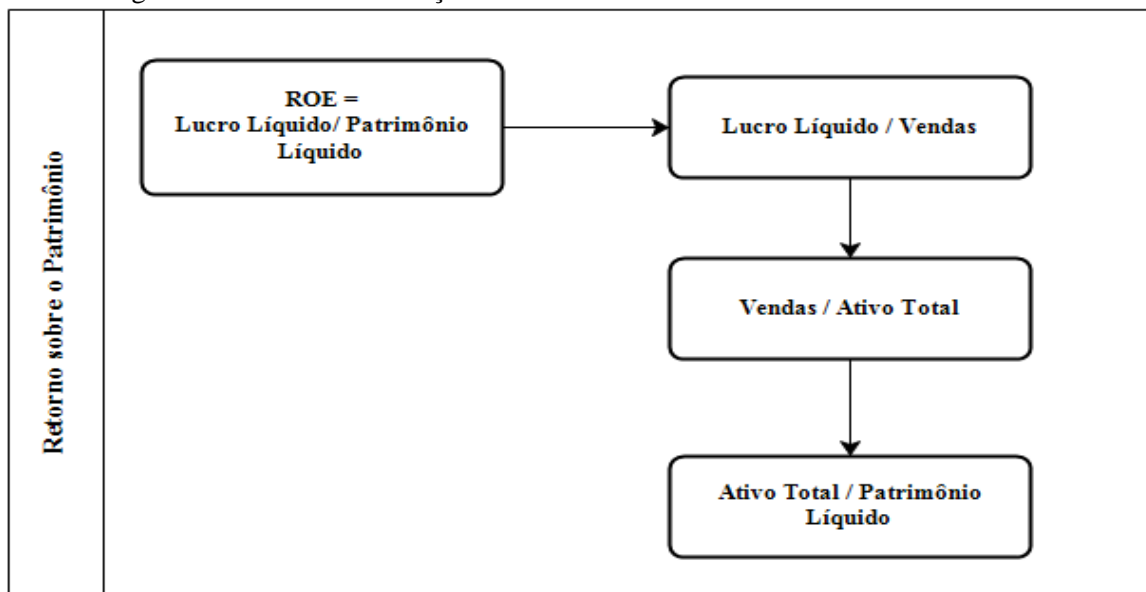 Retorno sobre o Patrimônio
ROE =
Lucro Líquido/ Patrimônio
Líquido
Lucro Líquido / Vendas
Vendas / Ativo Total
Ativo Total / Patrimônio
Líquido